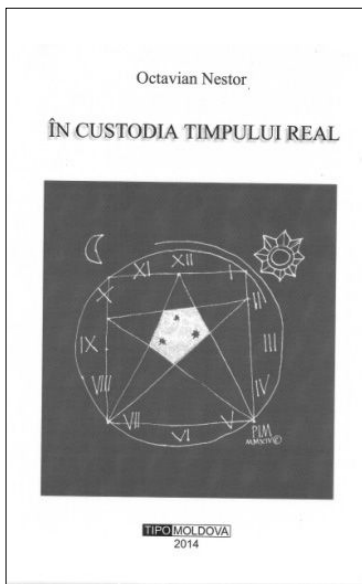 Octavian Nestor
ÎN CUSTODIA TIMPULUI REAL
XII
XI
I
X
II
IX
III
VIII
IV
VII
V
VI
PLM
MMXIV©
TIPO MOLDOVA
2014